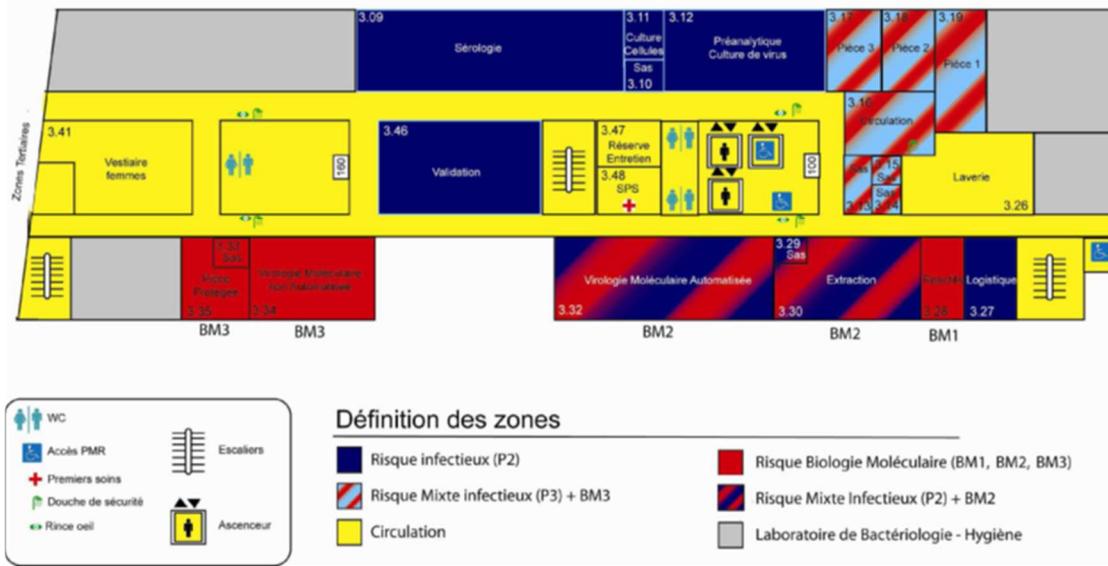 3.09
Sérologie
3.11
Culture
Cellules
Sas
3.10
3.12
Préanalytique
Culture de virus
3.17
Pièce 3
3.18
Pièce 2
3.19
Pièce 1
3.16
Circulation
Zones Tertiaires
3.41
Vestiaire
femmes
160
3.46
Validation
3.47
Réserve
Entretien
3.48
SPS
100
Sas
3.13
3.15
Sas
Sas
3.14
Laverie
3.26
3.33
Sas
Pièce
Protégée
3.35
Virologie Moléculaire
non Automatisée
3.34
Virologie Moléculaire Automatisée
3.32
3.29
Sas
Extraction
3.30
3.28
Logistique
3.27
BM3
BM3
BM2
BM2
BM1
WC
Accès PMR
Premiers soins
Douche de sécurité
Rince oeil
Escaliers
Ascenceur
Définition des zones
Risque infectieux (P2)
Risque Mixte infectieux (P3) + BM3
Circulation
Risque Biologie Moléculaire (BM1, BM2, BM3)
Risque Mixte Infectieux (P2) + BM2
Laboratoire de Bactériologie - Hygiène